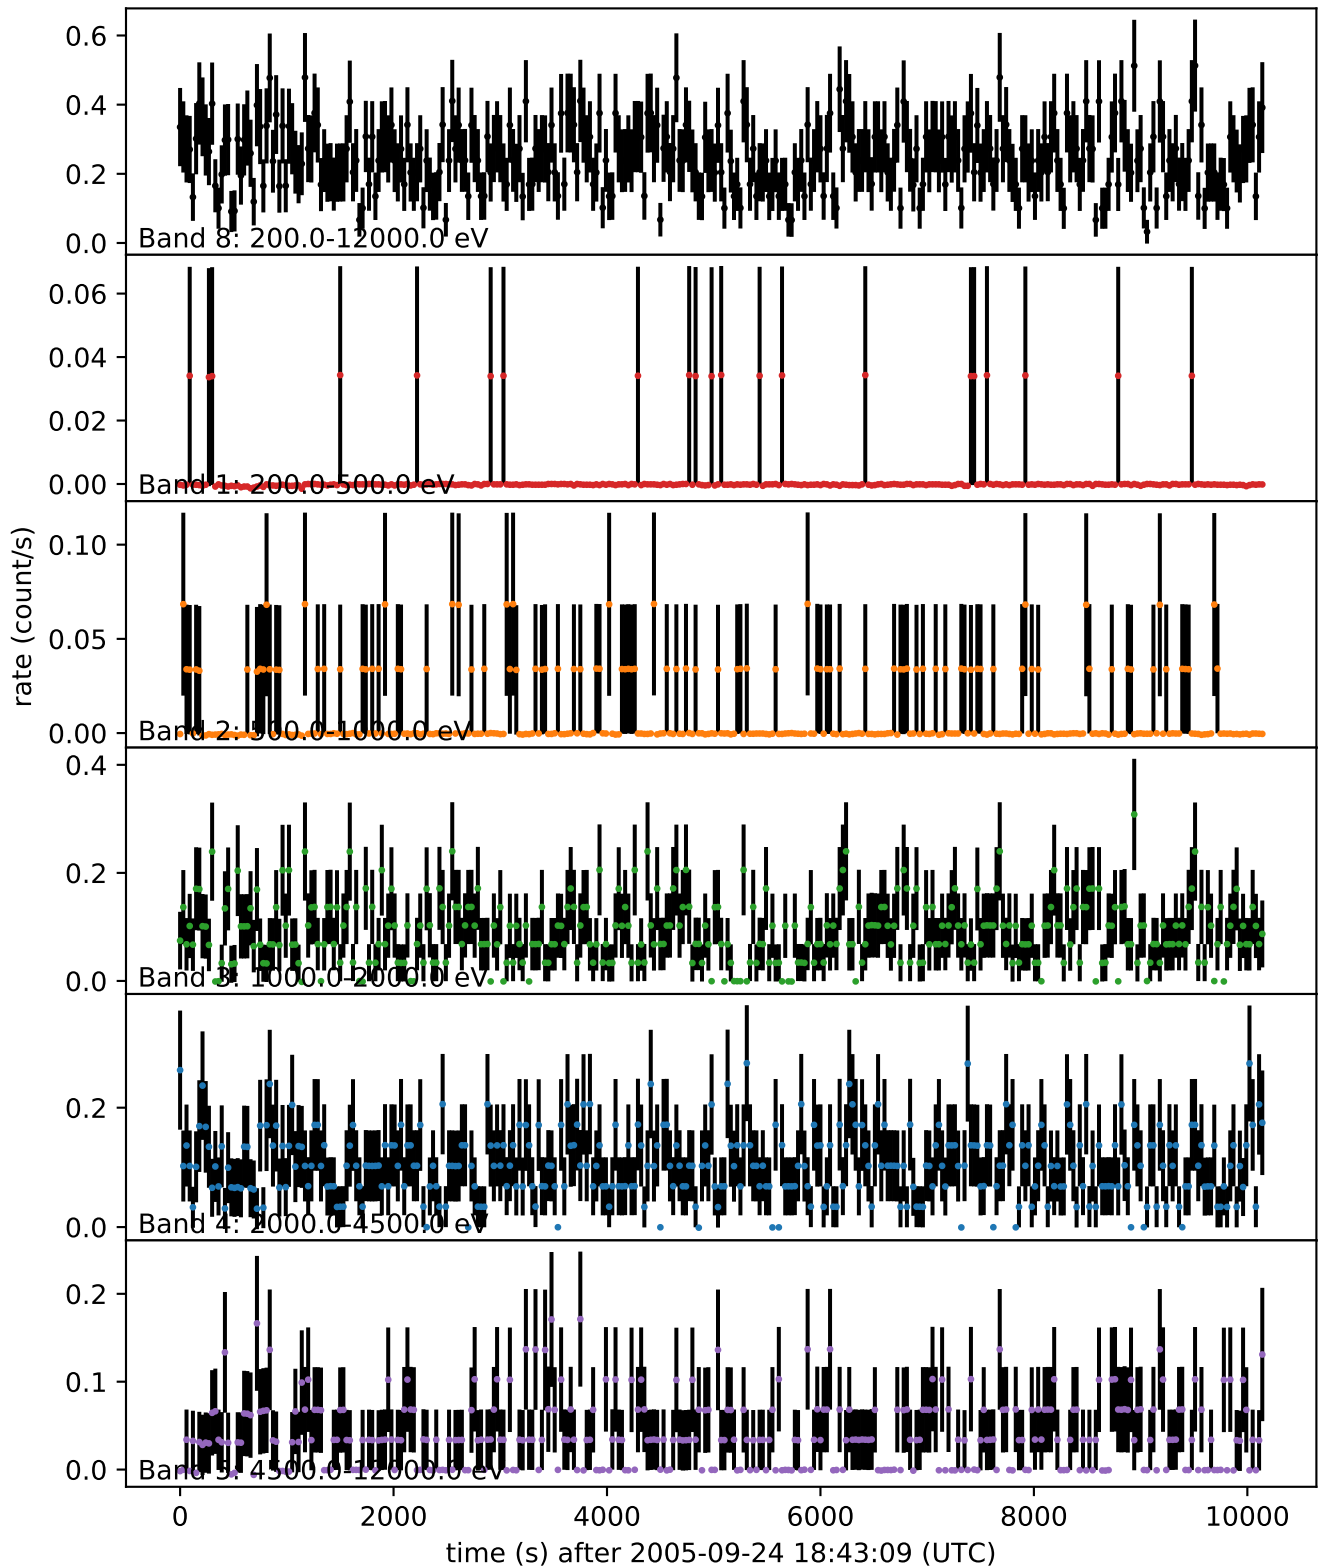 0.6
0.4
0.2
0.0
Band 8: 200.0-12000.0 eV
0.06
0.04
0.02
0.00
Band 1: 200.0-500.0 eV
rate (count/s)
0.10
0.05
0.00
Band 2: 500.0-1000.0 eV
0.4
0.2
0.0
Band 3: 1000.0-2000.0 eV
0.2
0.0
Band 4: 2000.0-4500.0 eV
0.2
0.1
0.0
Band 5: 4500.0-12000.0 eV
0 2000 4000 6000 8000 10000
time (s) after 2005-09-24 18:43:09 (UTC)